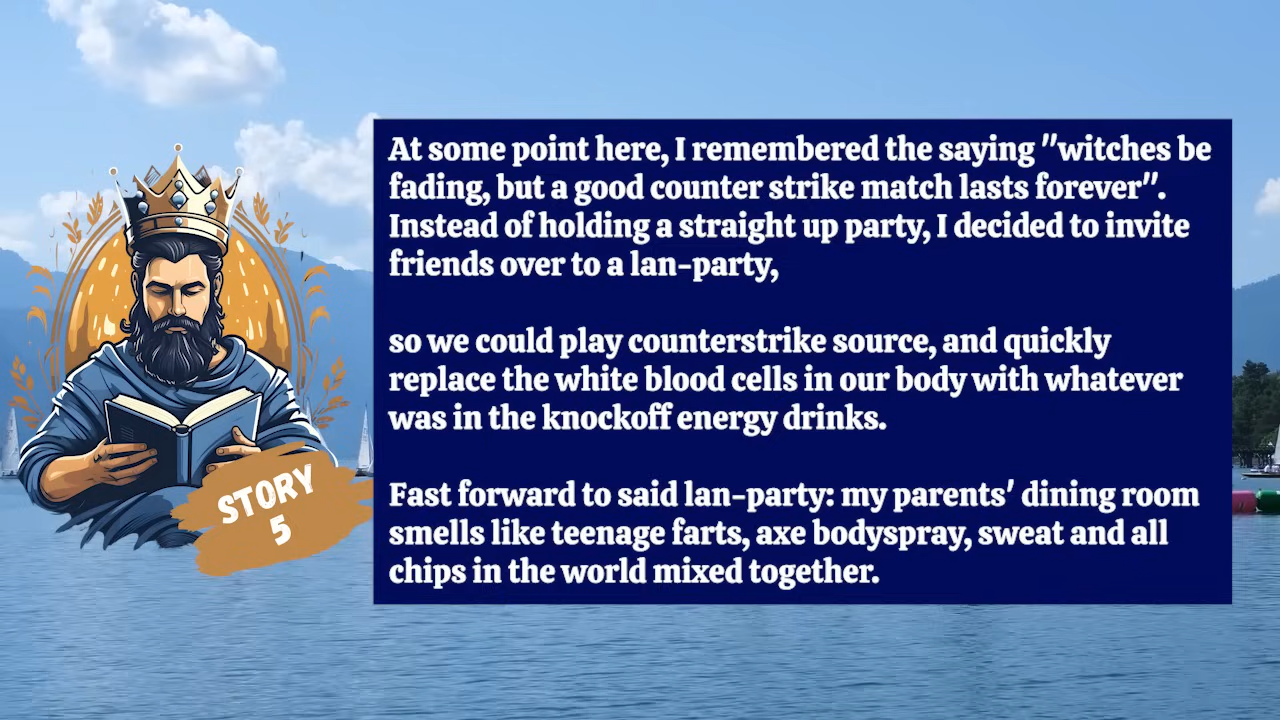 At some point here, I remembered the saying "witches be
fading, but a good counter strike match lasts forever".
Instead of holding a straight up party, I decided to invite
friends over to a lan-party,
so we could play counterstrike source, and quickly
replace the white blood cells in our body with whatever
was in the knockoff energy drinks.
Fast forward to said lan-party: my parents' dining room
smells like teenage farts, axe bodyspray, sweat and all
chips in the world mixed together.
STORY
5